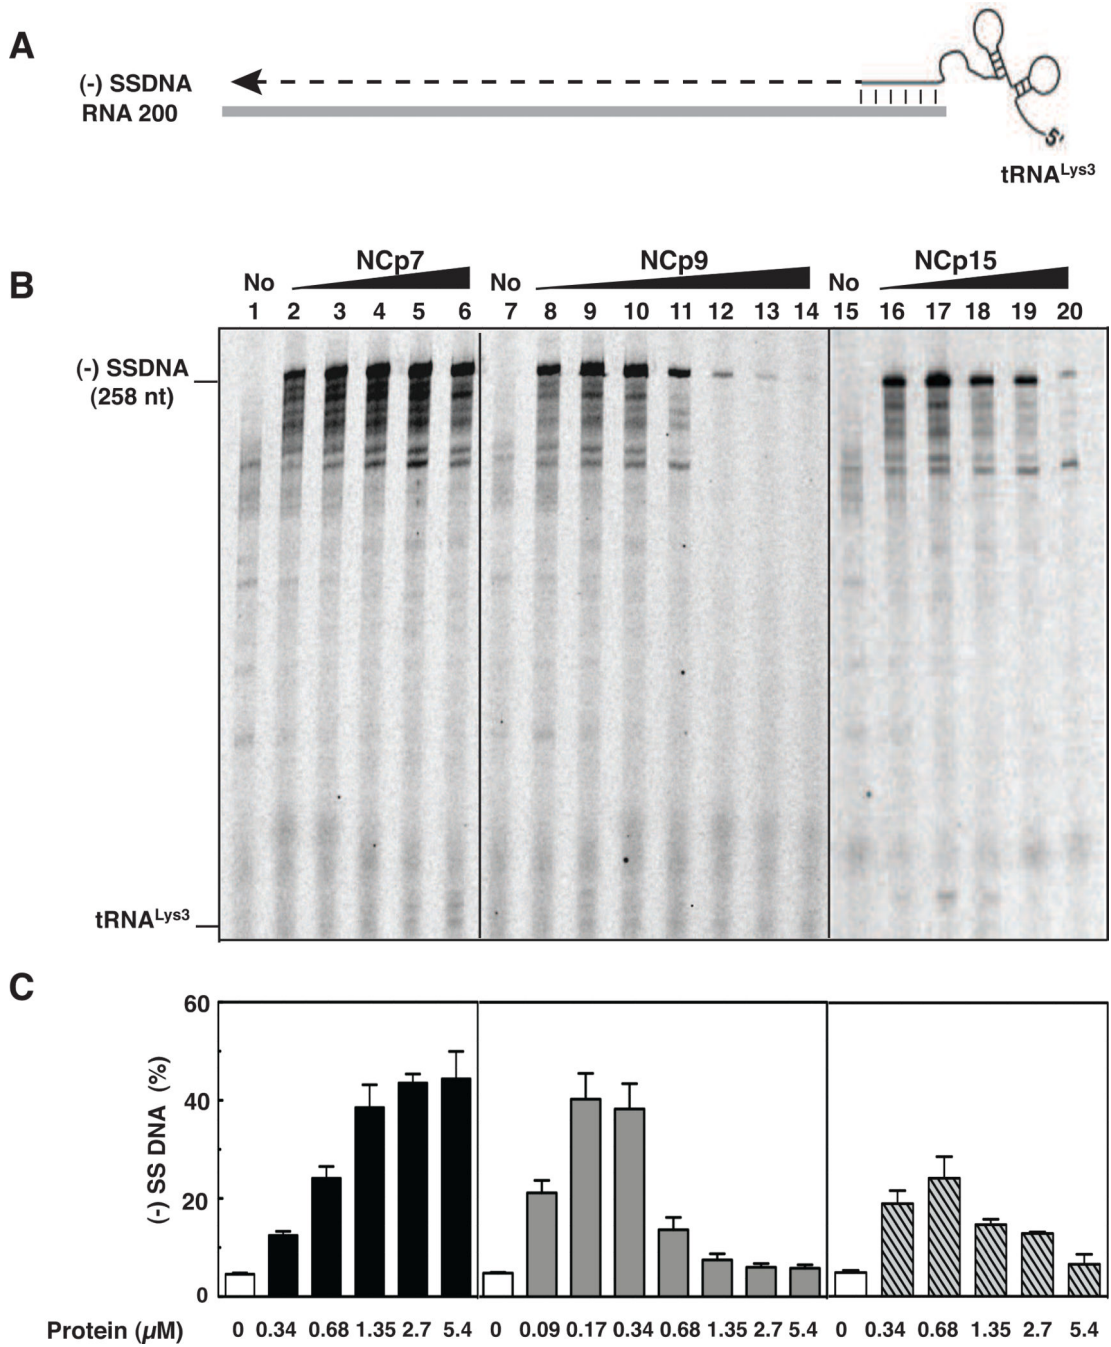 A
(-) SSDNA
RNA 200
5'
tRNALys3
B
No NCp7 No NCp9 No NCp15
1 2 3 4 5 6 7 8 9 10 11 12 13 14 15 16 17 18 19 20
(-) SSDNA
(258 nt)
tRNALys3
C
(-) SS DNA (%)
60
40
20
0
Protein (µM) 0 0.34 0.68 1.35 2.7 5.4 0 0.09 0.17 0.34 0.68 1.35 2.7 5.4 0 0.34 0.68 1.35 2.7 5.4